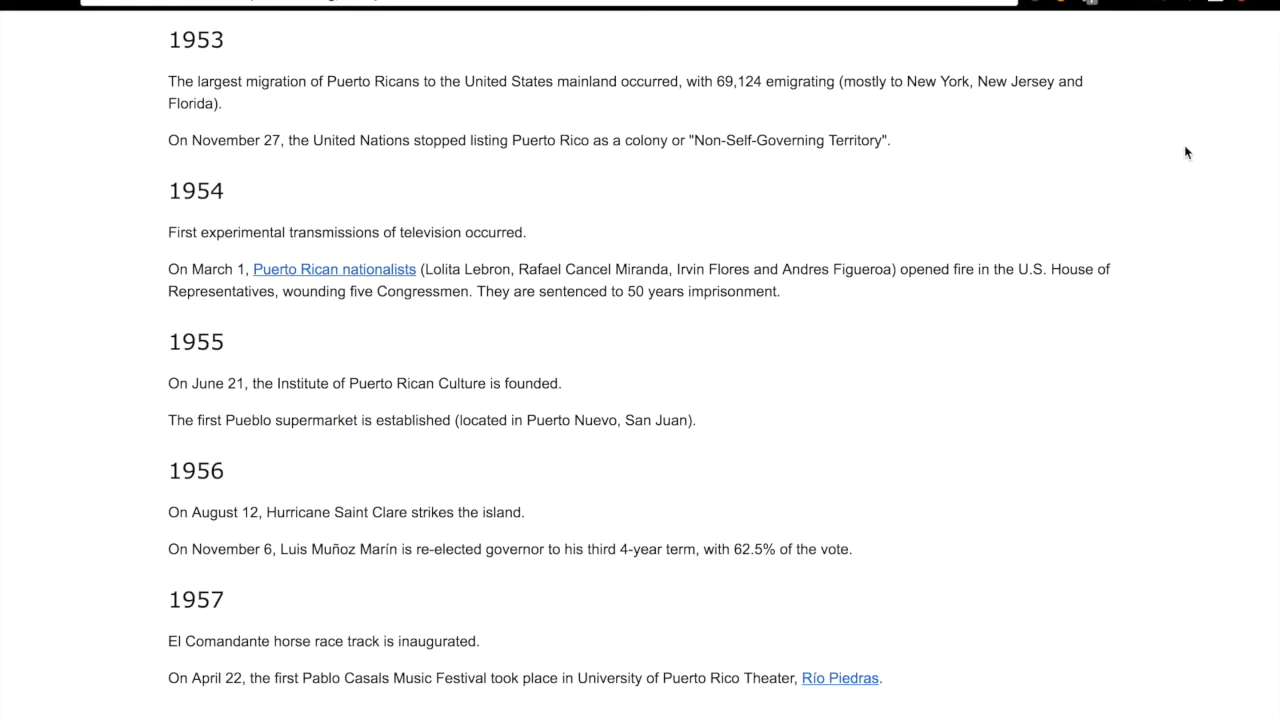 1953
The largest migration of Puerto Ricans to the United States mainland occurred, with 69,124 emigrating (mostly to New York, New Jersey and
Florida).
On November 27, the United Nations stopped listing Puerto Rico as a colony or "Non-Self-Governing Territory".
1954
First experimental transmissions of television occurred.
On March 1, Puerto Rican nationalists (Lolita Lebron, Rafael Cancel Miranda, Irvin Flores and Andres Figueroa) opened fire in the U.S. House of
Representatives, wounding five Congressmen. They are sentenced to 50 years imprisonment.
1955
On June 21, the Institute of Puerto Rican Culture is founded.
The first Pueblo supermarket is established (located in Puerto Nuevo, San Juan).
1956
On August 12, Hurricane Saint Clare strikes the island.
On November 6, Luis Muñoz Marín is re-elected governor to his third 4-year term, with 62.5% of the vote.
1957
El Comandante horse race track is inaugurated.
On April 22, the first Pablo Casals Music Festival took place in University of Puerto Rico Theater, Río Piedras.